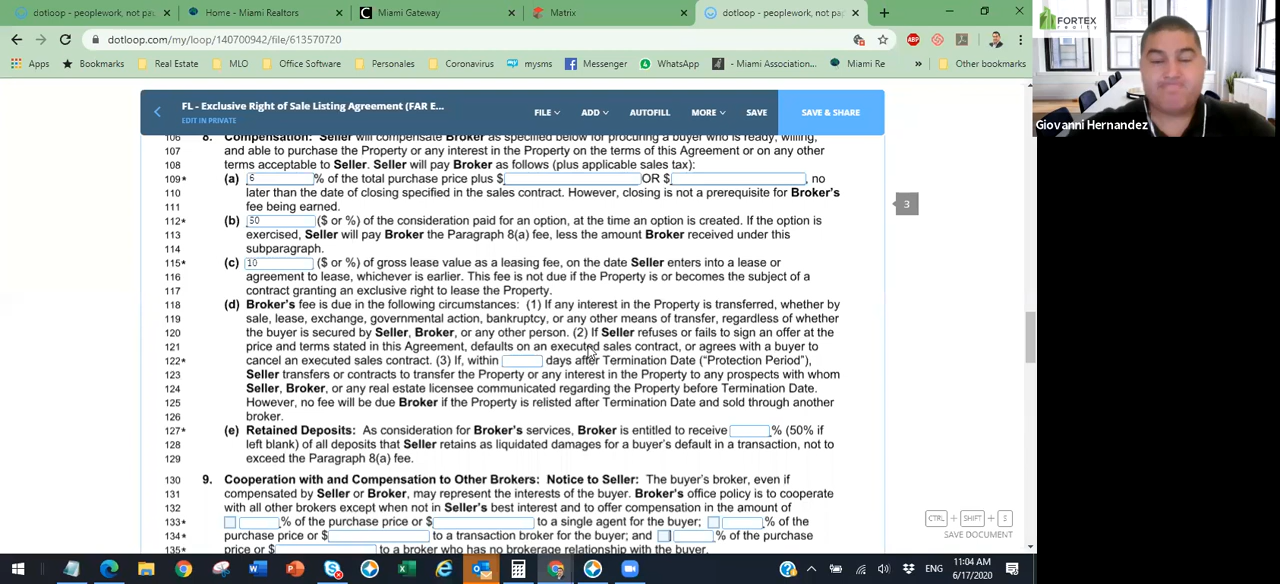 dotloop - peoplework, not pa
Home - Miami Realtors
Miami Gateway
Matrix
dotloop - peoplework, not pap
dotloop.com/my/loop/140700942/file/613570720
Apps Bookmarks Real Estate MLO Office Software Personales Coronavirus mysms Messenger WhatsApp - Miami Association... Miami Re » Other bookmarks
FORTEX
realty
Giovanni Hernandez
FL - Exclusive Right of Sale Listing Agreement (FAR E...
EDIT IN PRIVATE
FILE ADD AUTOFILL MORE SAVE SAVE & SHARE
106 8. Compensation: Seller will compensate Broker as specified below for procuring a buyer who is ready, willing,
107 and able to purchase the Property or any interest in the Property on the terms of this Agreement or on any other
108 terms acceptable to Seller. Seller will pay Broker as follows (plus applicable sales tax):
109* (a) 6 % of the total purchase price plus $ OR $ , no
110 later than the date of closing specified in the sales contract. However, closing is not a prerequisite for Broker's
111 fee being earned.
112* (b) 50 ($ or %) of the consideration paid for an option, at the time an option is created. If the option is
113 exercised, Seller will pay Broker the Paragraph 8(a) fee, less the amount Broker received under this
114 subparagraph.
115* (c) 10 ($ or %) of gross lease value as a leasing fee, on the date Seller enters into a lease or
116 agreement to lease, whichever is earlier. This fee is not due if the Property is or becomes the subject of a
117 contract granting an exclusive right to lease the Property.
118 (d) Broker's fee is due in the following circumstances: (1) If any interest in the Property is transferred, whether by
119 sale, lease, exchange, governmental action, bankruptcy, or any other means of transfer, regardless of whether
120 the buyer is secured by Seller, Broker, or any other person. (2) If Seller refuses or fails to sign an offer at the
121 price and terms stated in this Agreement, defaults on an executed sales contract, or agrees with a buyer to
122* cancel an executed sales contract. (3) If, within days after Termination Date ("Protection Period"),
123 Seller transfers or contracts to transfer the Property or any interest in the Property to any prospects with whom
124 Seller, Broker, or any real estate licensee communicated regarding the Property before Termination Date.
125 However, no fee will be due Broker if the Property is relisted after Termination Date and sold through another
126 broker.
127* (e) Retained Deposits: As consideration for Broker's services, Broker is entitled to receive % (50% if
128 left blank) of all deposits that Seller retains as liquidated damages for a buyer's default in a transaction, not to
129 exceed the Paragraph 8(a) fee.
130 9. Cooperation with and Compensation to Other Brokers: Notice to Seller: The buyer's broker, even if
131 compensated by Seller or Broker, may represent the interests of the buyer. Broker's office policy is to cooperate
132 with all other brokers except when not in Seller's best interest and to offer compensation in the amount of
133* % of the purchase price or $ to a single agent for the buyer; % of the
134* purchase price or $ to a transaction broker for the buyer; and % of the purchase
135* price or $ to a broker who has no brokerage relationship with the buyer.
3
CTRL + SHIFT + S
SAVE DOCUMENT
ENG
11:04 AM
6/17/2020